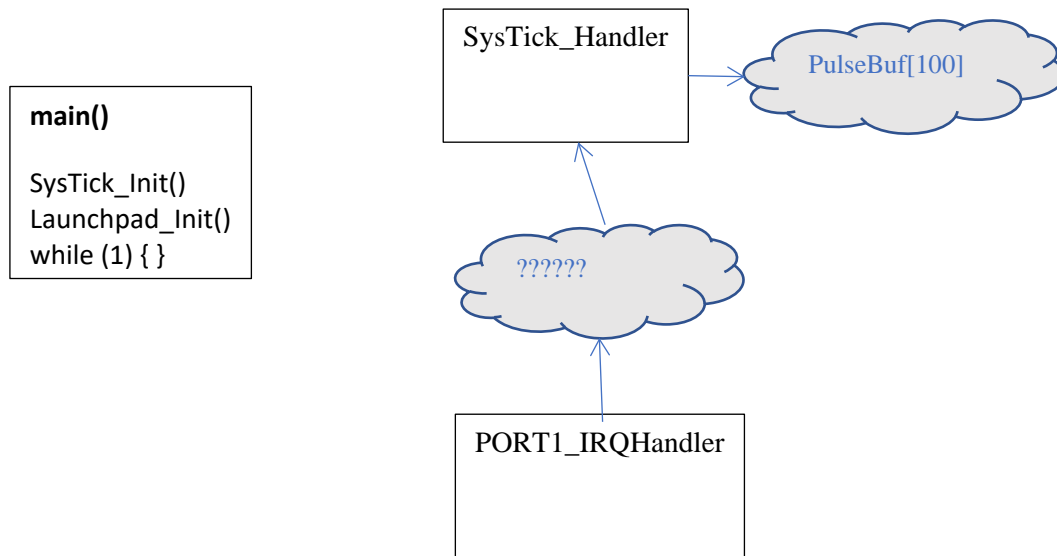 SysTick_Handler
PulseBuf[100]
main()
SysTick_Init()
Launchpad_Init()
while (1) { }
??????
PORT1_IRQHandler